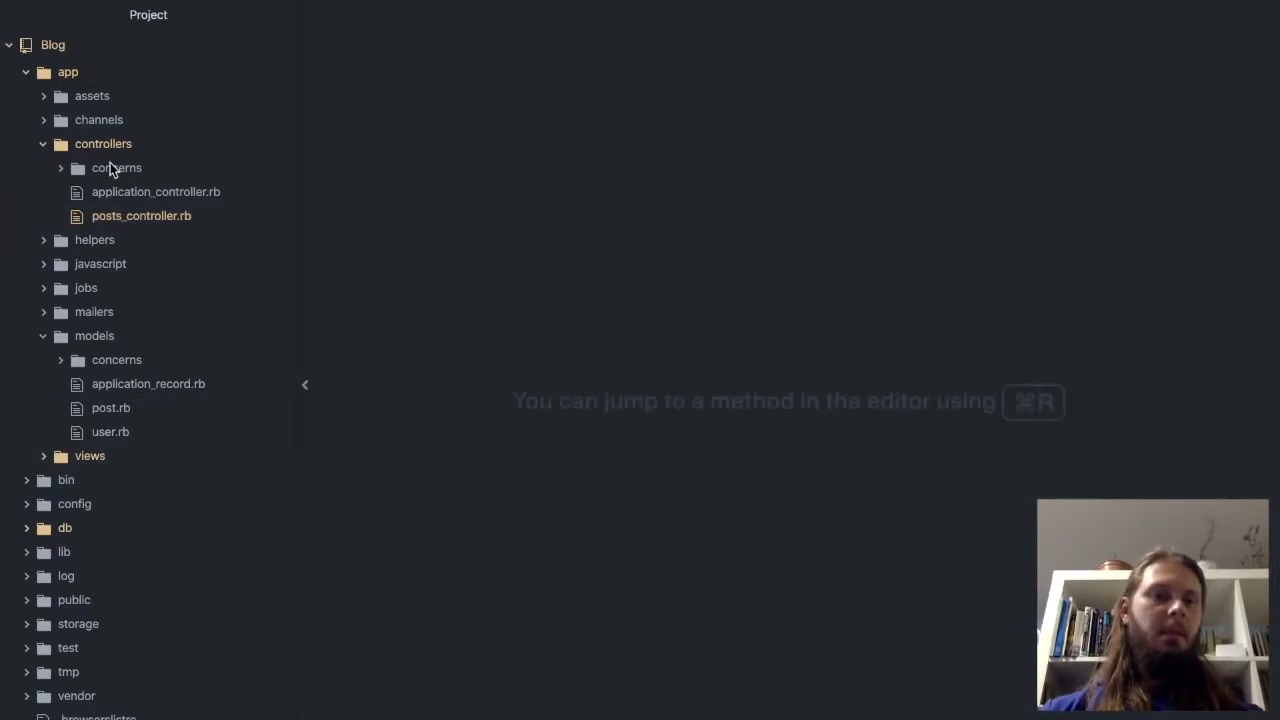 Project
Blog
app
assets
channels
controllers
concerns
application_controller.rb
posts_controller.rb
helpers
javascript
jobs
mailers
models
concerns
application_record.rb
post.rb
user.rb
views
bin
config
db
lib
log
public
storage
test
tmp
vendor
.browserslistrc
You can jump to a method in the editor using ⌘R